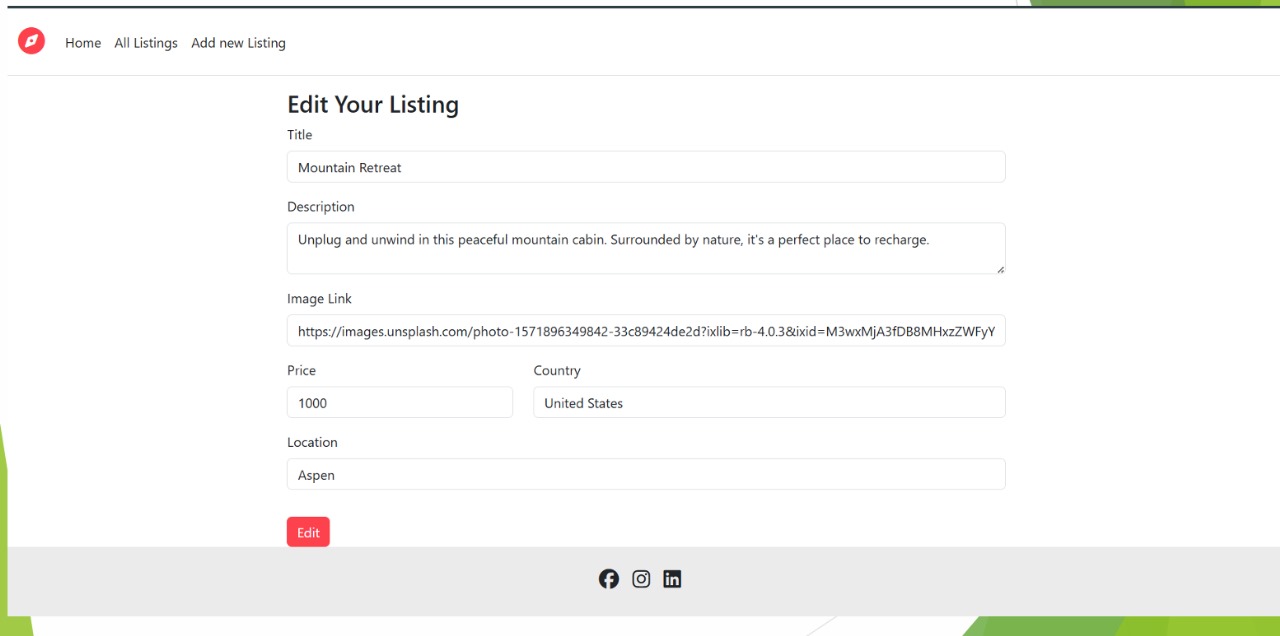 Home All Listings Add new Listing
Edit Your Listing
Title
Mountain Retreat
Description
Unplug and unwind in this peaceful mountain cabin. Surrounded by nature, it's a perfect place to recharge.
Image Link
https://images.unsplash.com/photo-1571896349842-33c89424de2d?ixlib=rb-4.0.3&ixid=M3wxMjA3fDB8MHxzZWFyY
Price Country
1000 United States
Location
Aspen
Edit